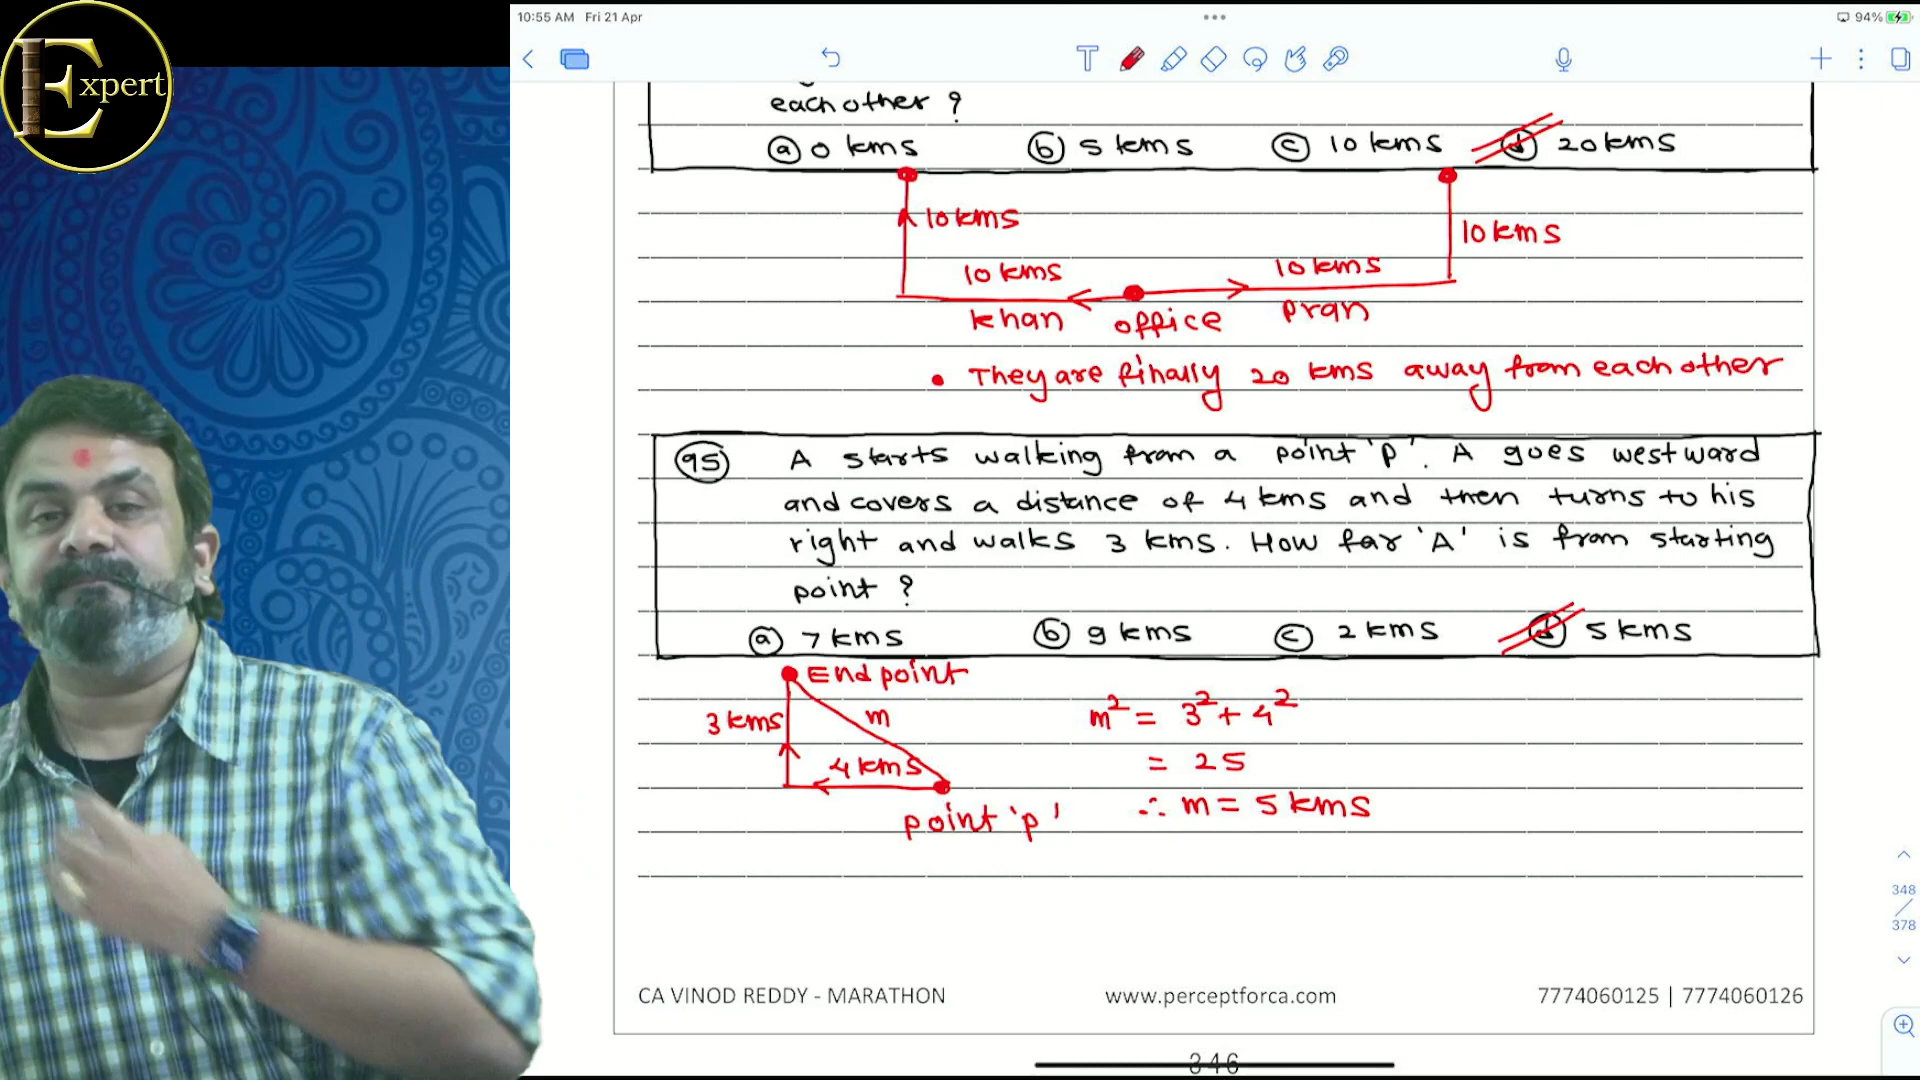 Expert
10:55 AM Fri 21 Apr
94%
each other ?
(a) 0 kms (b) 5 kms (c) 10 kms (d) 20 kms
10 kms
10 kms
10 kms
10 kms
khan office pran
• They are finally 20 kms away from each other
(95) A starts walking from a point 'p'. A goes westward
and covers a distance of 4 kms and then turns to his
right and walks 3 kms. How far 'A' is from starting
point ?
(a) 7 kms (b) 9 kms (c) 2 kms (d) 5 kms
End point
3 kms m
4 kms
point 'p'
m² = 3² + 4²
= 25
∴ m = 5 kms
348
378
CA VINOD REDDY - MARATHON www.perceptforca.com 7774060125 | 7774060126
346